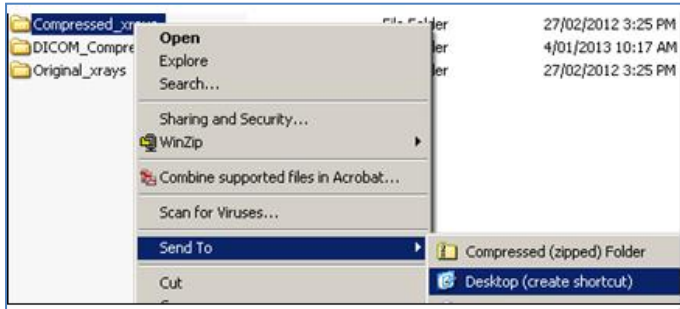 Compressed_xrays File Folder 27/02/2012 3:25 PM
DICOM_Compre ler 4/01/2013 10:17 AM
Original_xrays ler 27/02/2012 3:25 PM
Open
Explore
Search...
Sharing and Security...
WinZip
Combine supported files in Acrobat...
Scan for Viruses...
Send To
Cut
Compressed (zipped) Folder
Desktop (create shortcut)